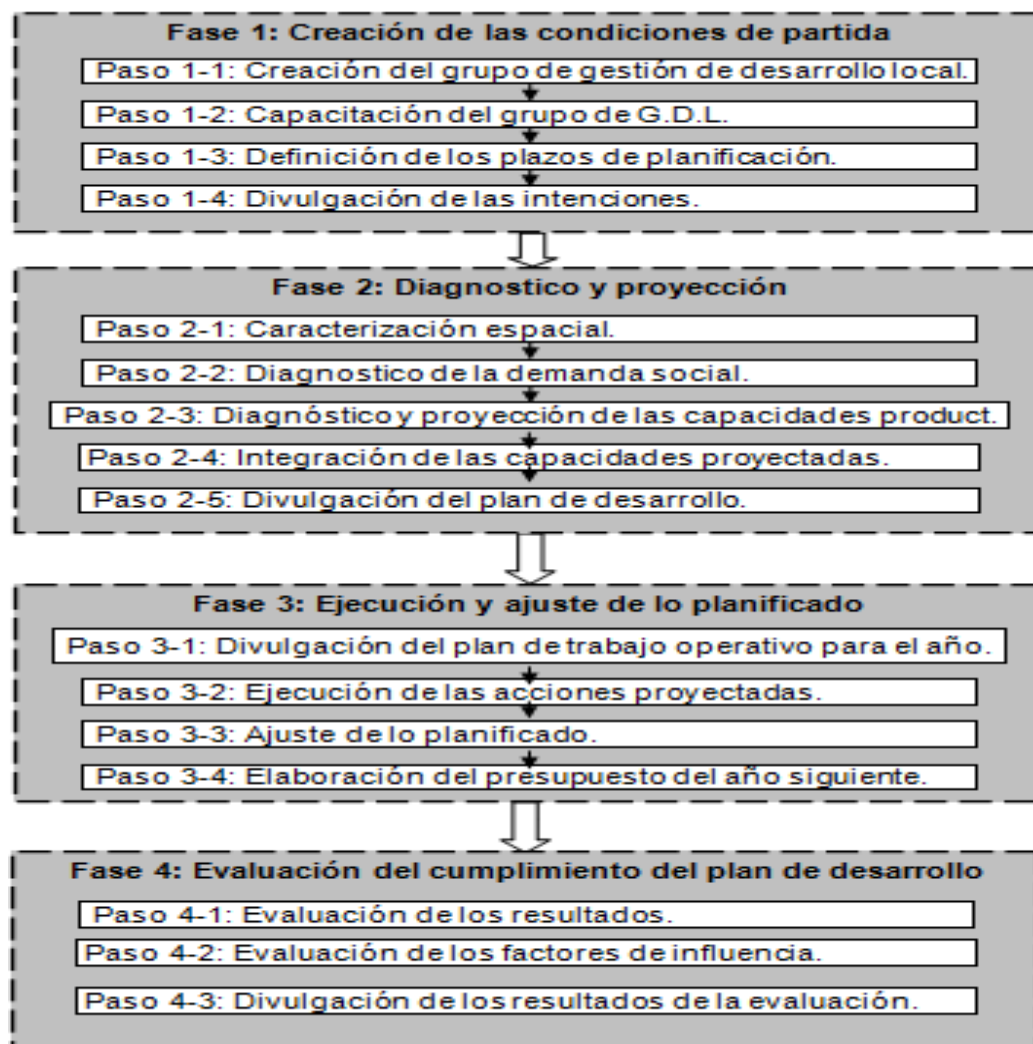 Fase 1: Creación de las condiciones de partida
Paso 1-1: Creación del grupo de gestión de desarrollo local.
Paso 1-2: Capacitación del grupo de G.D.L.
Paso 1-3: Definición de los plazos de planificación.
Paso 1-4: Divulgación de las intenciones.
Fase 2: Diagnostico y proyección
Paso 2-1: Caracterización espacial.
Paso 2-2: Diagnostico de la demanda social.
Paso 2-3: Diagnóstico y proyección de las capacidades product.
Paso 2-4: Integración de las capacidades proyectadas.
Paso 2-5: Divulgación del plan de desarrollo.
Fase 3: Ejecución y ajuste de lo planificado
Paso 3-1: Divulgación del plan de trabajo operativo para el año.
Paso 3-2: Ejecución de las acciones proyectadas.
Paso 3-3: Ajuste de lo planificado.
Paso 3-4: Elaboración del presupuesto del año siguiente.
Fase 4: Evaluación del cumplimiento del plan de desarrollo
Paso 4-1: Evaluación de los resultados.
Paso 4-2: Evaluación de los factores de influencia.
Paso 4-3: Divulgación de los resultados de la evaluación.